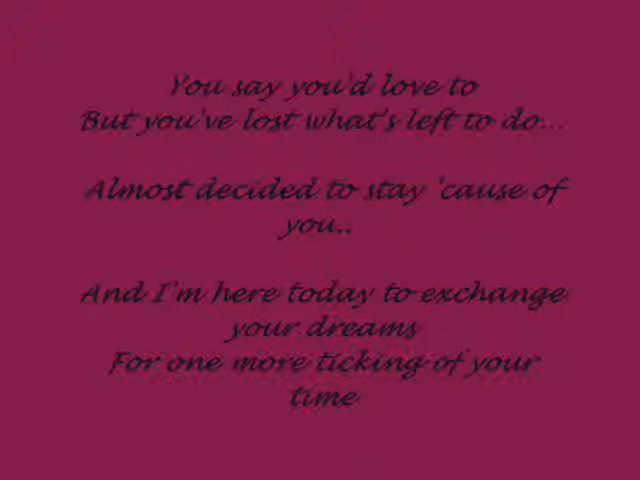 You say you'd love to
But you've lost what's left to do...
Almost decided to stay 'cause of
you..
And I'm here today to exchange
your dreams
For one more ticking of your
time